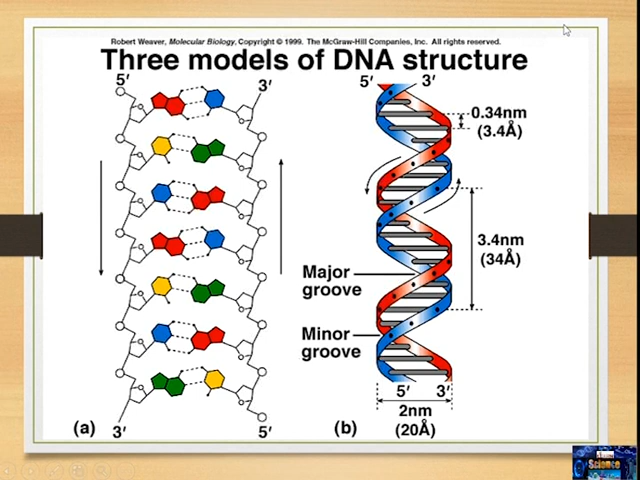 Robert Weaver, Molecular Biology, Copyright © 1999. The McGraw-Hill Companies, Inc. All rights reserved.
Three models of DNA structure
5′
3′
5′
3′
0.34nm
(3.4Å)
3.4nm
(34Å)
Major
groove
Minor
groove
5′
3′
2nm
(20Å)
(a)
3′
5′
(b)
Science